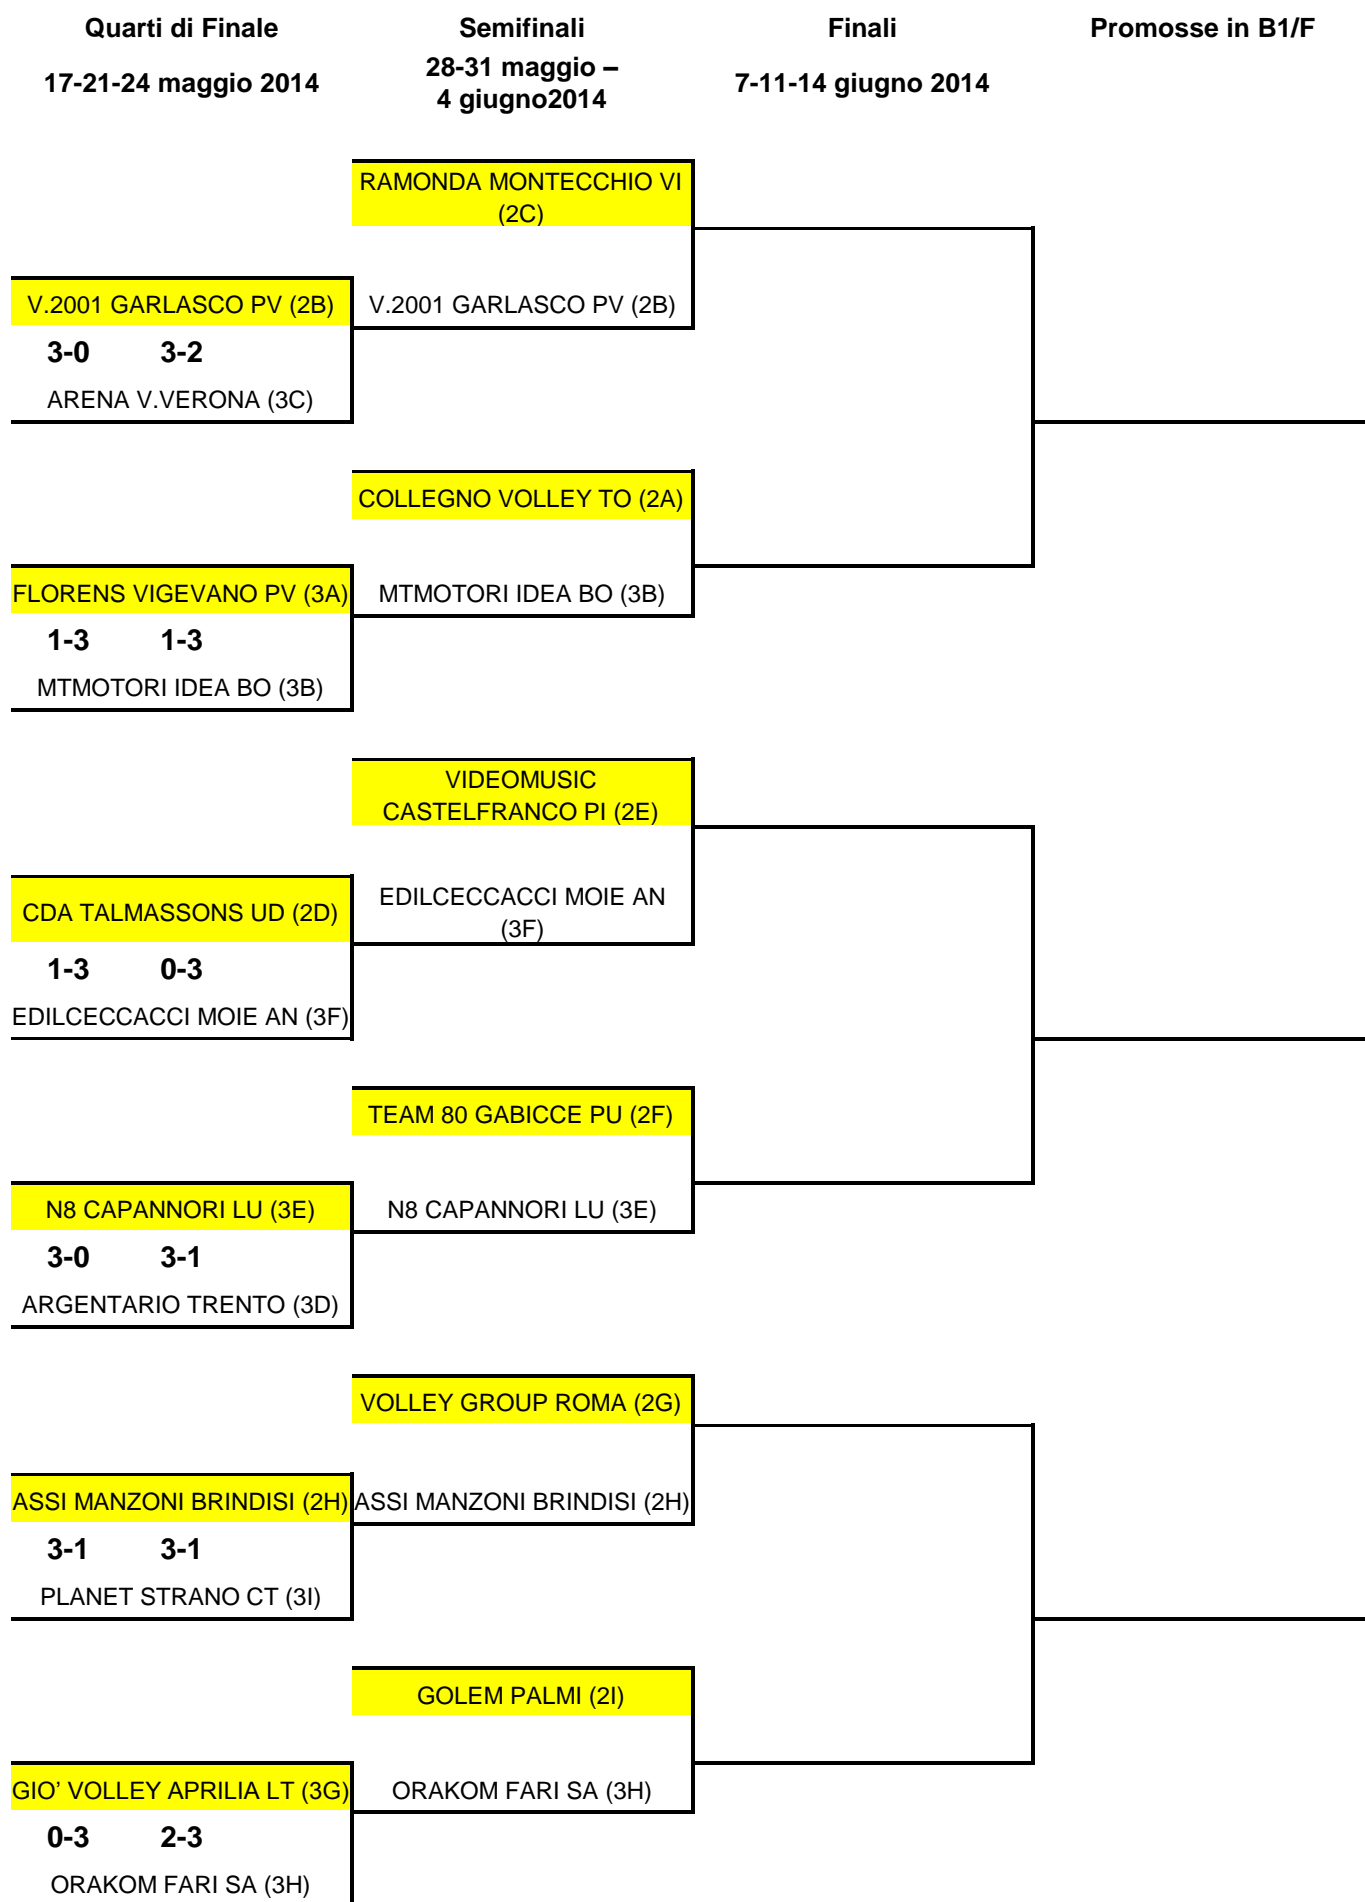 Quarti di Finale
Semifinali
Finali
Promosse in B1/F
17-21-24 maggio 2014
28-31 maggio –
4 giugno2014
7-11-14 giugno 2014
RAMONDA MONTECCHIO VI
(2C)
V.2001 GARLASCO PV (2B)
V.2001 GARLASCO PV (2B)
3-0 3-2
ARENA V.VERONA (3C)
COLLEGNO VOLLEY TO (2A)
FLORENS VIGEVANO PV (3A)
MTMOTORI IDEA BO (3B)
1-3 1-3
MTMOTORI IDEA BO (3B)
VIDEOMUSIC
CASTELFRANCO PI (2E)
CDA TALMASSONS UD (2D)
EDILCECCACCI MOIE AN
(3F)
1-3 0-3
EDILCECCACCI MOIE AN (3F)
TEAM 80 GABICCE PU (2F)
N8 CAPANNORI LU (3E)
N8 CAPANNORI LU (3E)
3-0 3-1
ARGENTARIO TRENTO (3D)
VOLLEY GROUP ROMA (2G)
ASSI MANZONI BRINDISI (2H)
ASSI MANZONI BRINDISI (2H)
3-1 3-1
PLANET STRANO CT (3I)
GOLEM PALMI (2I)
GIO’ VOLLEY APRILIA LT (3G)
ORAKOM FARI SA (3H)
0-3 2-3
ORAKOM FARI SA (3H)